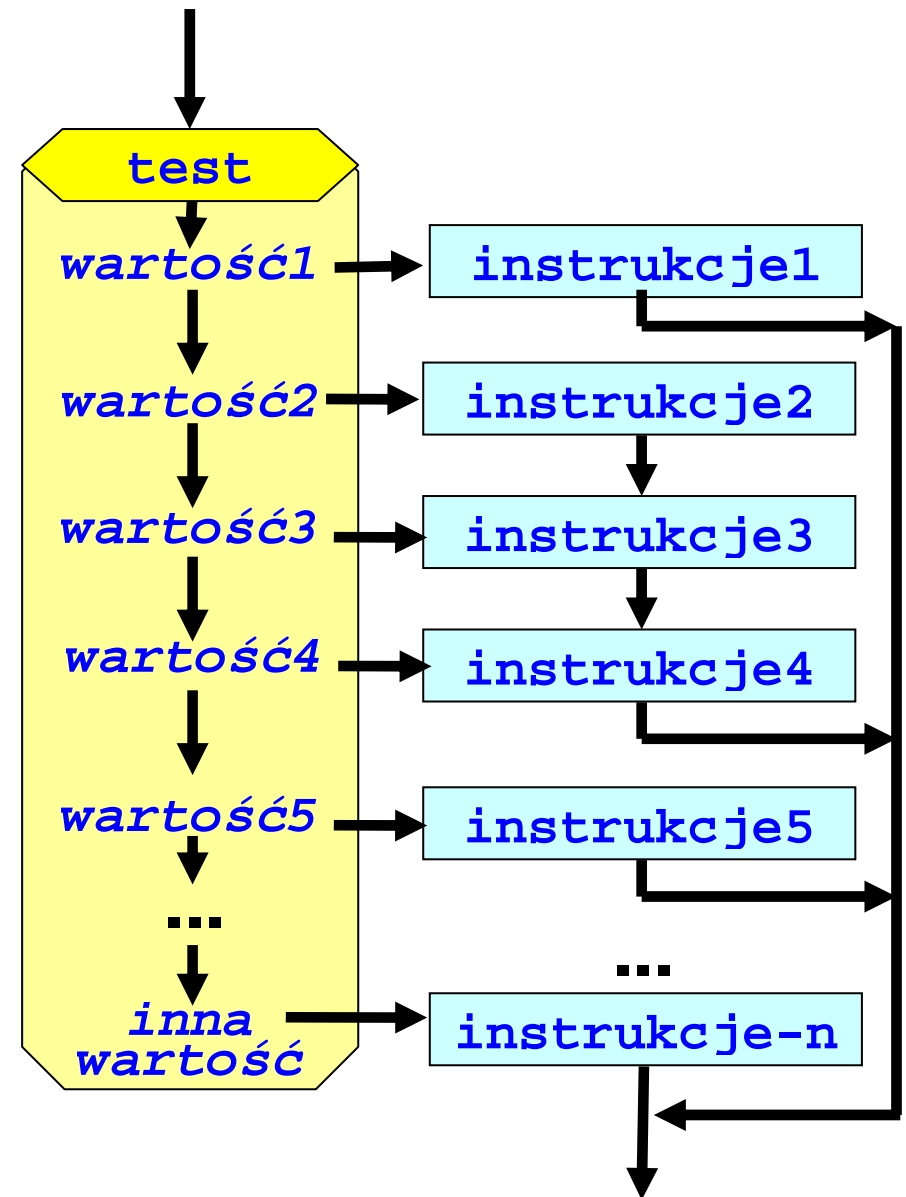 test
wartość1
instrukcje1
wartość2
instrukcje2
wartość3
instrukcje3
wartość4
instrukcje4
wartość5
instrukcje5
...
...
inna
wartość
instrukcje-n